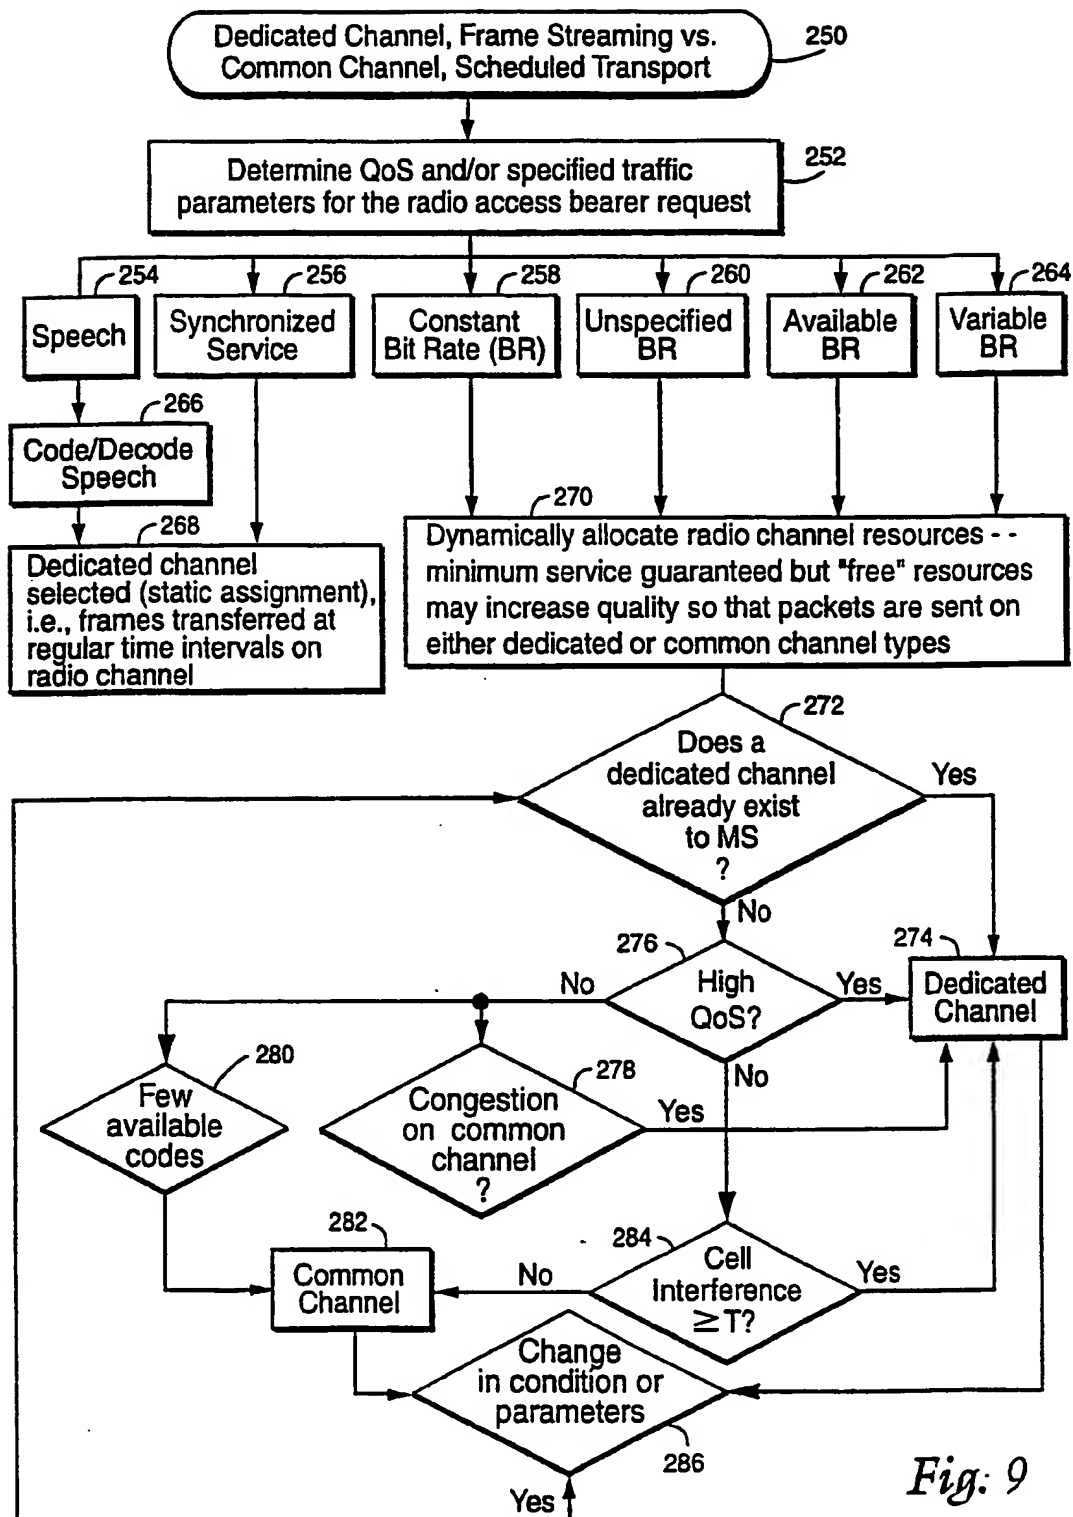 Dedicated Channel, Frame Streaming vs.
Common Channel, Scheduled Transport
250
Determine QoS and/or specified traffic
parameters for the radio access bearer request
252
254
256
258
260
262
264
Speech
Synchronized
Service
Constant
Bit Rate (BR)
Unspecified
BR
Available
BR
Variable
BR
266
Code/Decode
Speech
268
Dedicated channel
selected (static assignment),
i.e., frames transferred at
regular time intervals on
radio channel
270
Dynamically allocate radio channel resources - -
minimum service guaranteed but "free" resources
may increase quality so that packets are sent on
either dedicated or common channel types
272
Does a
dedicated channel
already exist
to MS
?
Yes
No
276
High
QoS?
No
Yes
No
274
Dedicated
Channel
280
Few
available
codes
278
Congestion
on common
channel
?
Yes
282
Common
Channel
284
Cell
Interference
≥ T?
No
Yes
Change
in condition or
parameters
286
Yes
Fig. 9